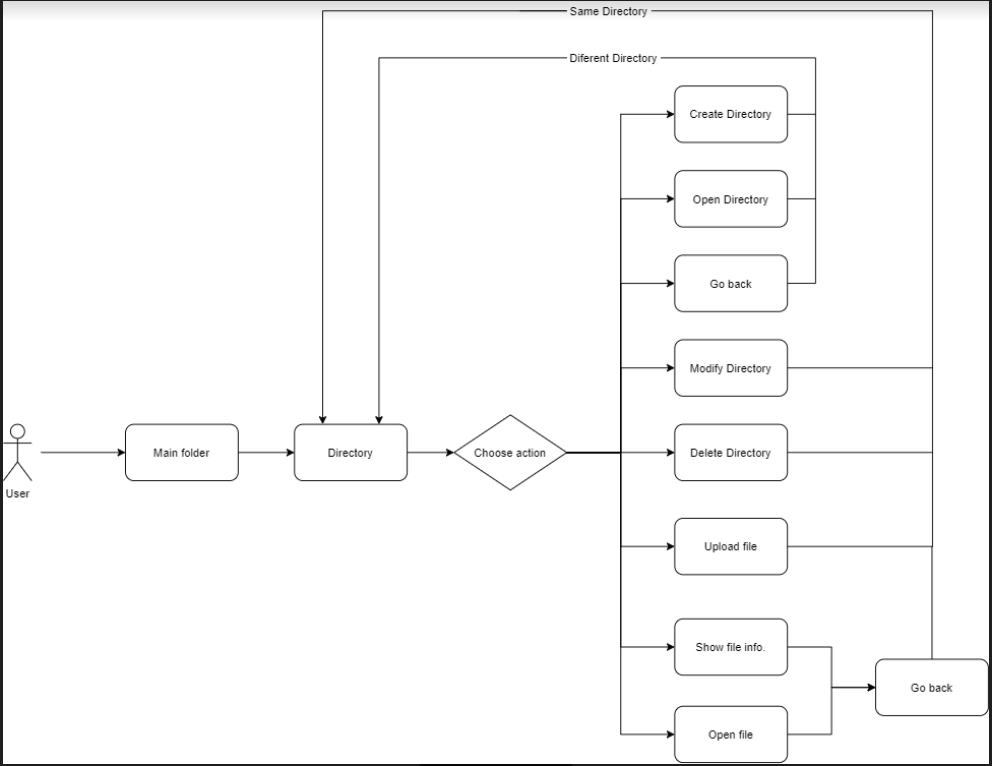 Same Directory
Diferent Directory
Create Directory
Open Directory
Go back
Modify Directory
User
Main folder
Directory
Choose action
Delete Directory
Upload file
Show file info.
Go back
Open file